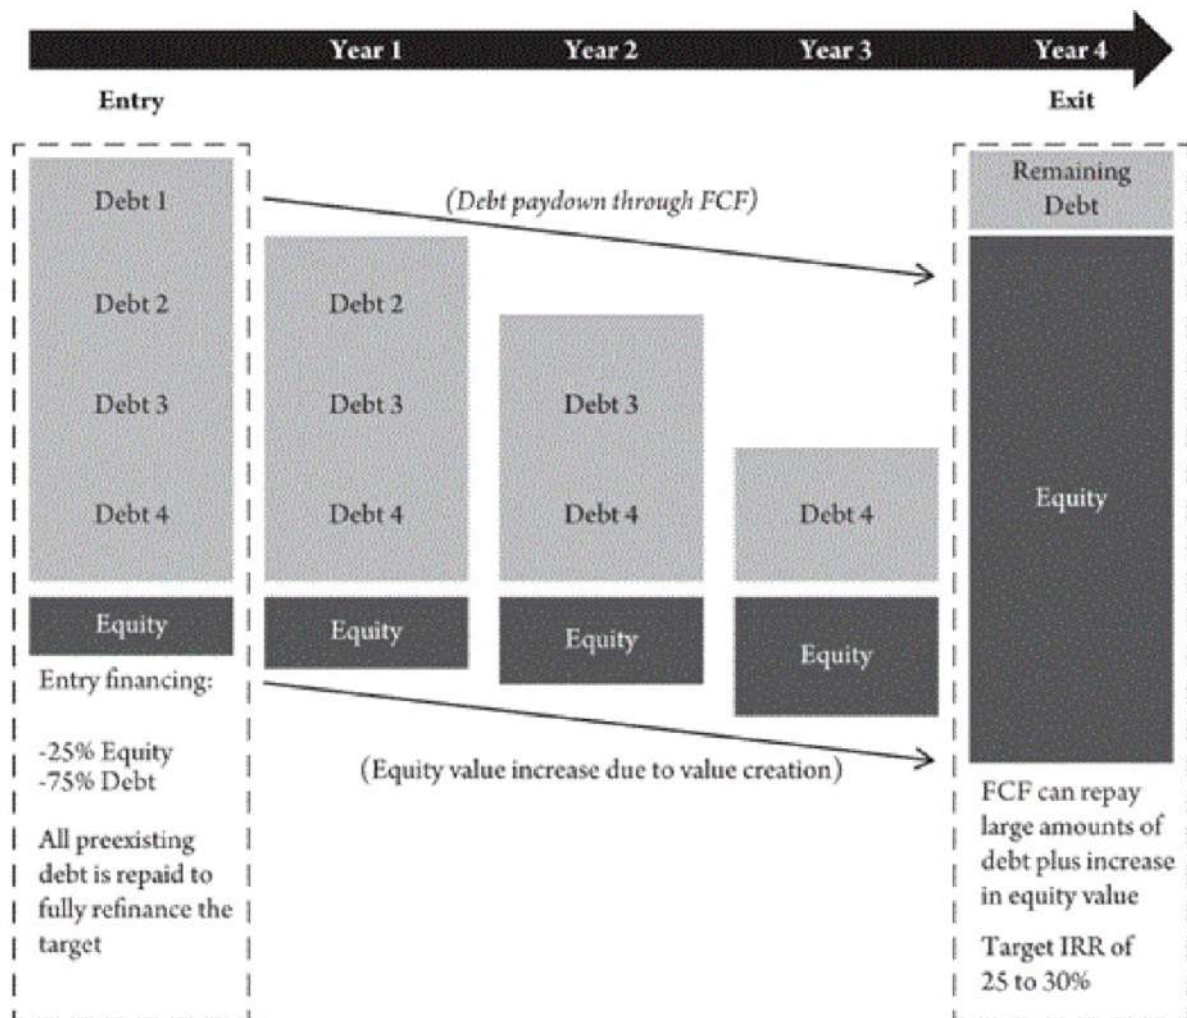 Year 1
Year 2
Year 3
Year 4
Entry
Exit
Debt 1
Debt 2
Debt 3
Debt 4
Equity
Entry financing:
-25% Equity
-75% Debt
All preexisting
debt is repaid to
fully refinance the
target
(Debt paydown through FCF)
Debt 2
Debt 3
Debt 4
Equity
Debt 3
Debt 4
Equity
Debt 4
Equity
(Equity value increase due to value creation)
Remaining
Debt
Equity
FCF can repay
large amounts of
debt plus increase
in equity value
Target IRR of
25 to 30%